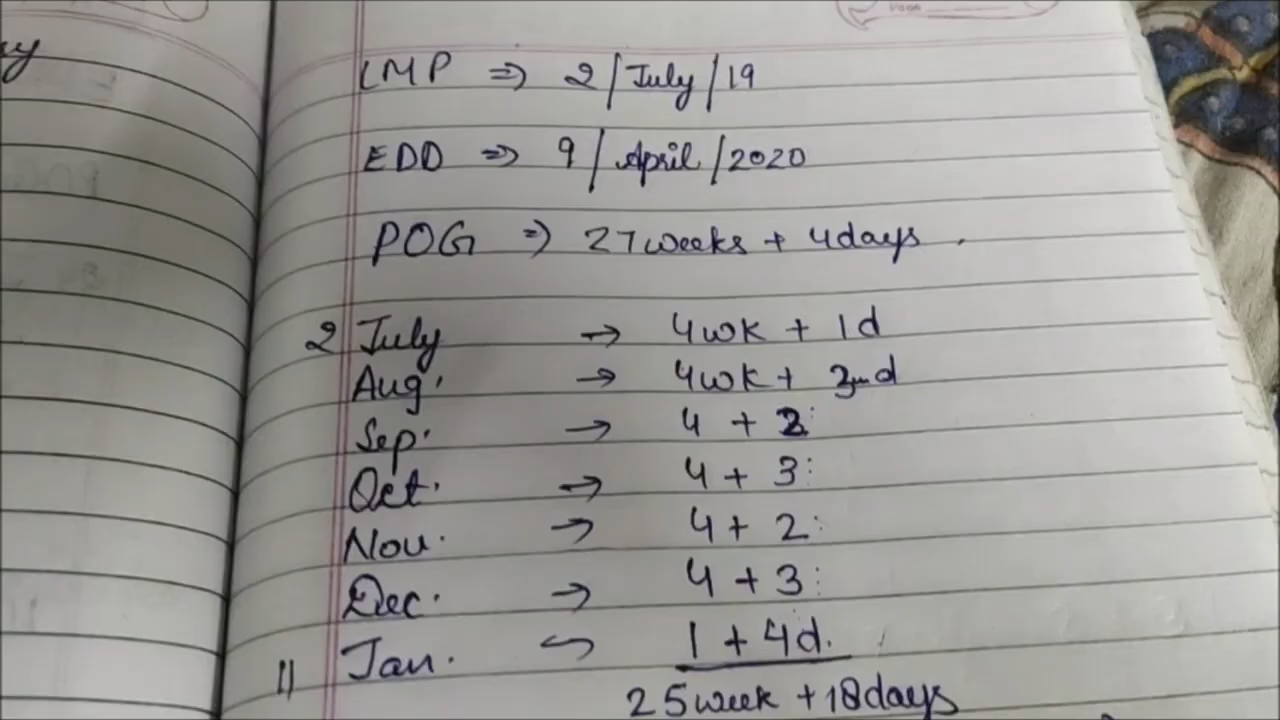 LMP ⇒ 2/July/19
EDD ⇒ 9/April/2020
POG ⇒ 27 weeks + 4 days.
2 July → 4wk + 1d
Aug. → 4wk + d
Sep. → 4 + 2
Oct. → 4 + 3
Nov. → 4 + 2
Dec. → 4 + 3
11 Jan. → 1 + 4d.
25 week + 18 days